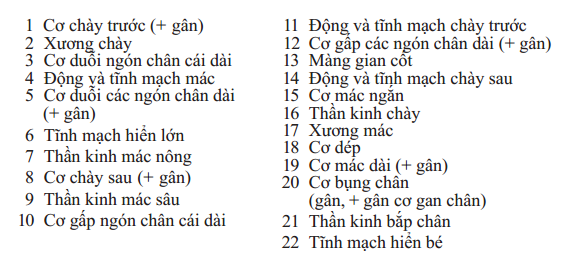 1 Cơ chày trước (+ gân)
2 Xương chày
3 Cơ duỗi ngón chân cái dài
4 Động và tĩnh mạch mác
5 Cơ duỗi các ngón chân dài
(+ gân)
6 Tĩnh mạch hiển lớn
7 Thần kinh mác nông
8 Cơ chày sau (+ gân)
9 Thần kinh mác sâu
10 Cơ gấp ngón chân cái dài
11 Động và tĩnh mạch chày trước
12 Cơ gấp các ngón chân dài (+ gân)
13 Màng gian cốt
14 Động và tĩnh mạch chày sau
15 Cơ mác ngắn
16 Thần kinh chày
17 Xương mác
18 Cơ dép
19 Cơ mác dài (+ gân)
20 Cơ bụng chân
(gân, + gân cơ gan chân)
21 Thần kinh bắp chân
22 Tĩnh mạch hiển bé